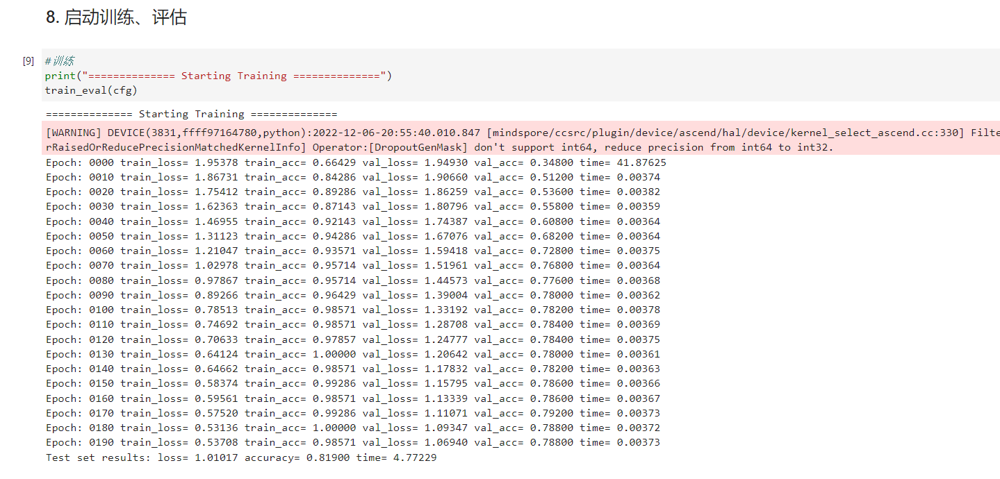 8. 启动训练、评估
[9] #训练
print("============== Starting Training ==============")
train_eval(cfg)
============== Starting Training ==============
[WARNING] DEVICE(3831,ffff97164780,python):2022-12-06-20:55:40.010.847 [mindspore/ccsrc/plugin/device/ascend/hal/device/kernel_select_ascend.cc:330] Filte
rRaisedOrReducePrecisionMatchedKernelInfo] Operator:[DropoutGenMask] don't support int64, reduce precision from int64 to int32.
Epoch: 0000 train_loss= 1.95378 train_acc= 0.66429 val_loss= 1.94930 val_acc= 0.34800 time= 41.87625
Epoch: 0010 train_loss= 1.86731 train_acc= 0.84286 val_loss= 1.90660 val_acc= 0.51200 time= 0.00374
Epoch: 0020 train_loss= 1.75412 train_acc= 0.89286 val_loss= 1.86259 val_acc= 0.53600 time= 0.00382
Epoch: 0030 train_loss= 1.62363 train_acc= 0.87143 val_loss= 1.80796 val_acc= 0.55800 time= 0.00359
Epoch: 0040 train_loss= 1.46955 train_acc= 0.92143 val_loss= 1.74387 val_acc= 0.60800 time= 0.00364
Epoch: 0050 train_loss= 1.31123 train_acc= 0.94286 val_loss= 1.67076 val_acc= 0.68200 time= 0.00364
Epoch: 0060 train_loss= 1.21047 train_acc= 0.93571 val_loss= 1.59418 val_acc= 0.72800 time= 0.00375
Epoch: 0070 train_loss= 1.02978 train_acc= 0.95714 val_loss= 1.51961 val_acc= 0.76800 time= 0.00364
Epoch: 0080 train_loss= 0.97867 train_acc= 0.95714 val_loss= 1.44573 val_acc= 0.77600 time= 0.00368
Epoch: 0090 train_loss= 0.89266 train_acc= 0.96429 val_loss= 1.39004 val_acc= 0.78000 time= 0.00362
Epoch: 0100 train_loss= 0.78513 train_acc= 0.98571 val_loss= 1.33192 val_acc= 0.78200 time= 0.00378
Epoch: 0110 train_loss= 0.74692 train_acc= 0.98571 val_loss= 1.28708 val_acc= 0.78400 time= 0.00369
Epoch: 0120 train_loss= 0.70633 train_acc= 0.97857 val_loss= 1.24777 val_acc= 0.78400 time= 0.00375
Epoch: 0130 train_loss= 0.64124 train_acc= 1.00000 val_loss= 1.20642 val_acc= 0.78000 time= 0.00361
Epoch: 0140 train_loss= 0.64662 train_acc= 0.98571 val_loss= 1.17832 val_acc= 0.78200 time= 0.00363
Epoch: 0150 train_loss= 0.58374 train_acc= 0.99286 val_loss= 1.15795 val_acc= 0.78600 time= 0.00366
Epoch: 0160 train_loss= 0.59561 train_acc= 0.98571 val_loss= 1.13339 val_acc= 0.78600 time= 0.00367
Epoch: 0170 train_loss= 0.57520 train_acc= 0.99286 val_loss= 1.11071 val_acc= 0.79200 time= 0.00373
Epoch: 0180 train_loss= 0.53136 train_acc= 1.00000 val_loss= 1.09347 val_acc= 0.78800 time= 0.00372
Epoch: 0190 train_loss= 0.53708 train_acc= 0.98571 val_loss= 1.06940 val_acc= 0.78800 time= 0.00373
Test set results: loss= 1.01017 accuracy= 0.81900 time= 4.77229